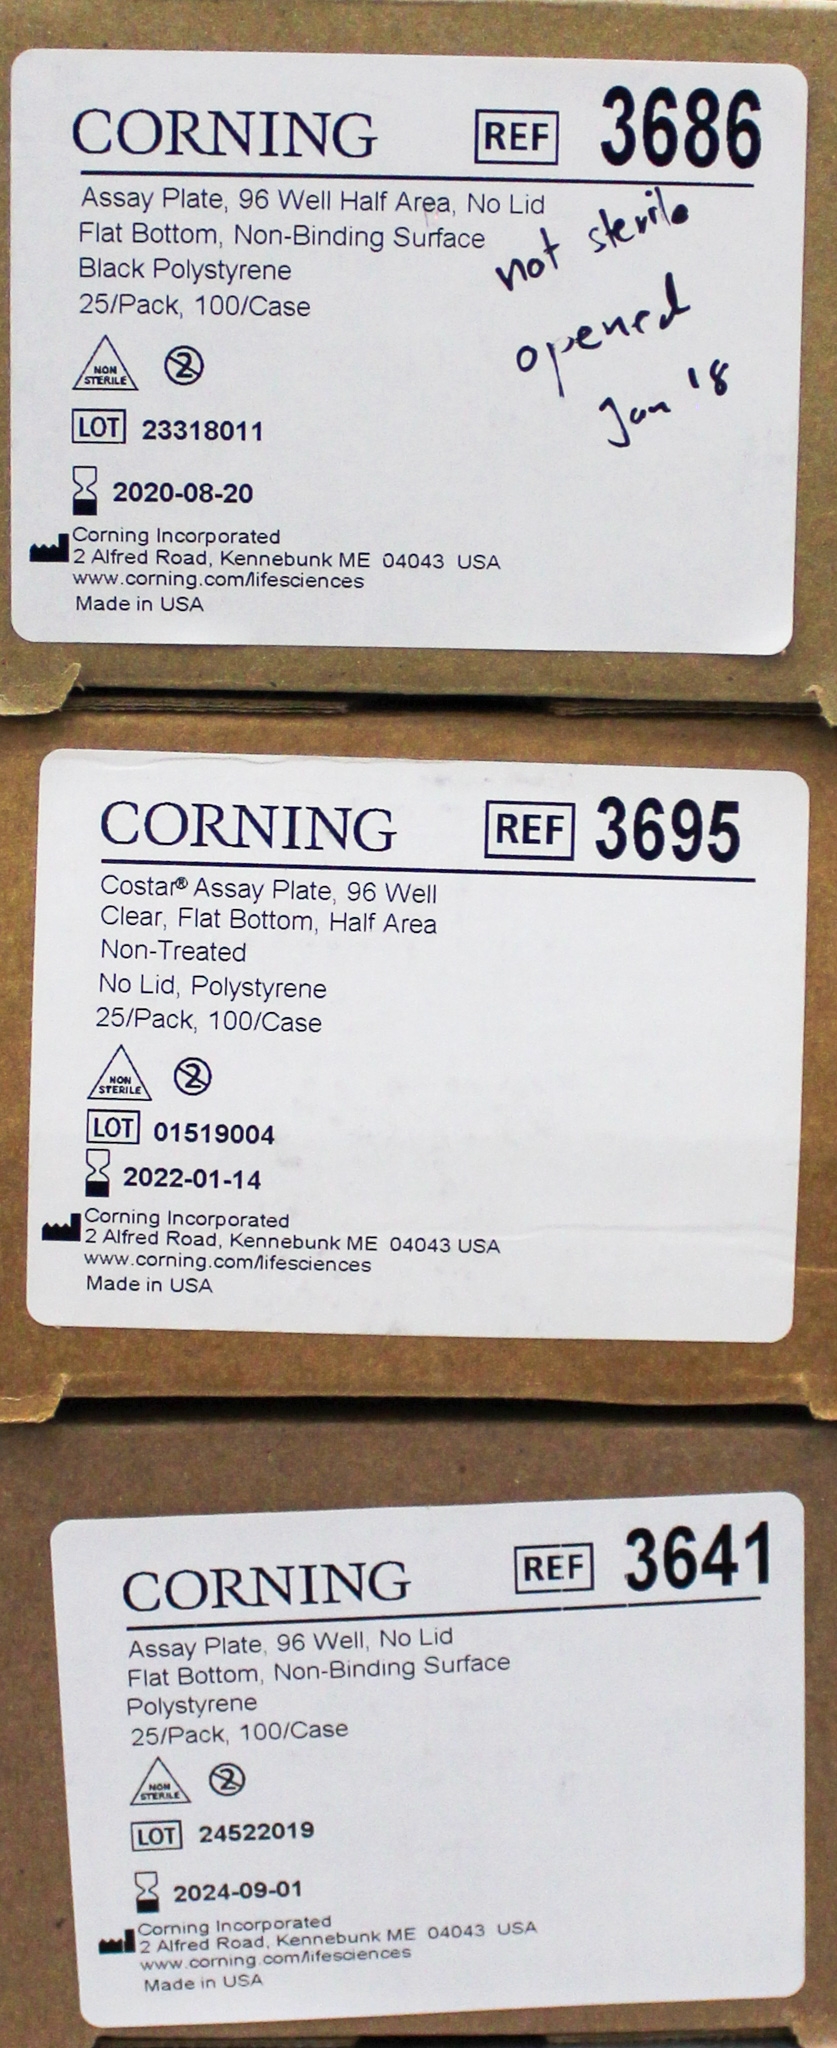 CORNING REF 3686
Assay Plate, 96 Well Half Area, No Lid
Flat Bottom, Non-Binding Surface
Black Polystyrene
25/Pack, 100/Case
not sterile
opened
Jan '18
NON
STERILE
2
LOT 23318011
2020-08-20
Corning Incorporated
2 Alfred Road, Kennebunk ME 04043 USA
www.corning.com/lifesciences
Made in USA
CORNING REF 3695
Costar® Assay Plate, 96 Well
Clear, Flat Bottom, Half Area
Non-Treated
No Lid, Polystyrene
25/Pack, 100/Case
NON
STERILE
2
LOT 01519004
2022-01-14
Corning Incorporated
2 Alfred Road, Kennebunk ME 04043 USA
www.corning.com/lifesciences
Made in USA
CORNING REF 3641
Assay Plate, 96 Well, No Lid
Flat Bottom, Non-Binding Surface
Polystyrene
25/Pack, 100/Case
NON
STERILE
2
LOT 24522019
2024-09-01
Corning Incorporated
2 Alfred Road, Kennebunk ME 04043 USA
www.corning.com/lifesciences
Made in USA